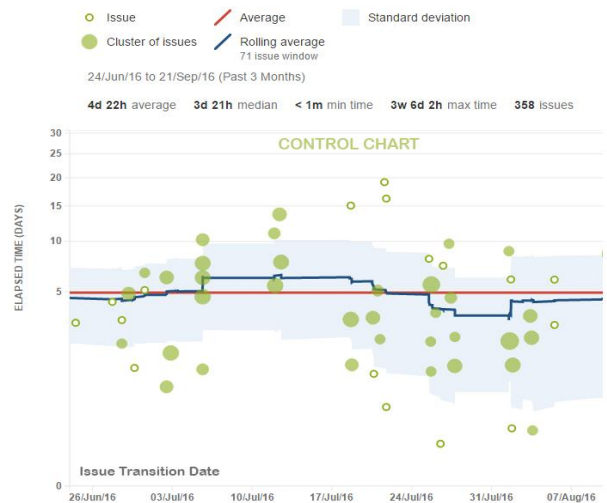 Issue Average Standard deviation
Cluster of issues Rolling average
71 issue window
24/Jun/16 to 21/Sep/16 (Past 3 Months)
4d 22h average 3d 21h median < 1m min time 3w 6d 2h max time 358 issues
CONTROL CHART
ELAPSED TIME (DAYS)
30
25
20
15
10
5
0
Issue Transition Date
26/Jun/16 03/Jul/16 10/Jul/16 17/Jul/16 24/Jul/16 31/Jul/16 07/Aug/16